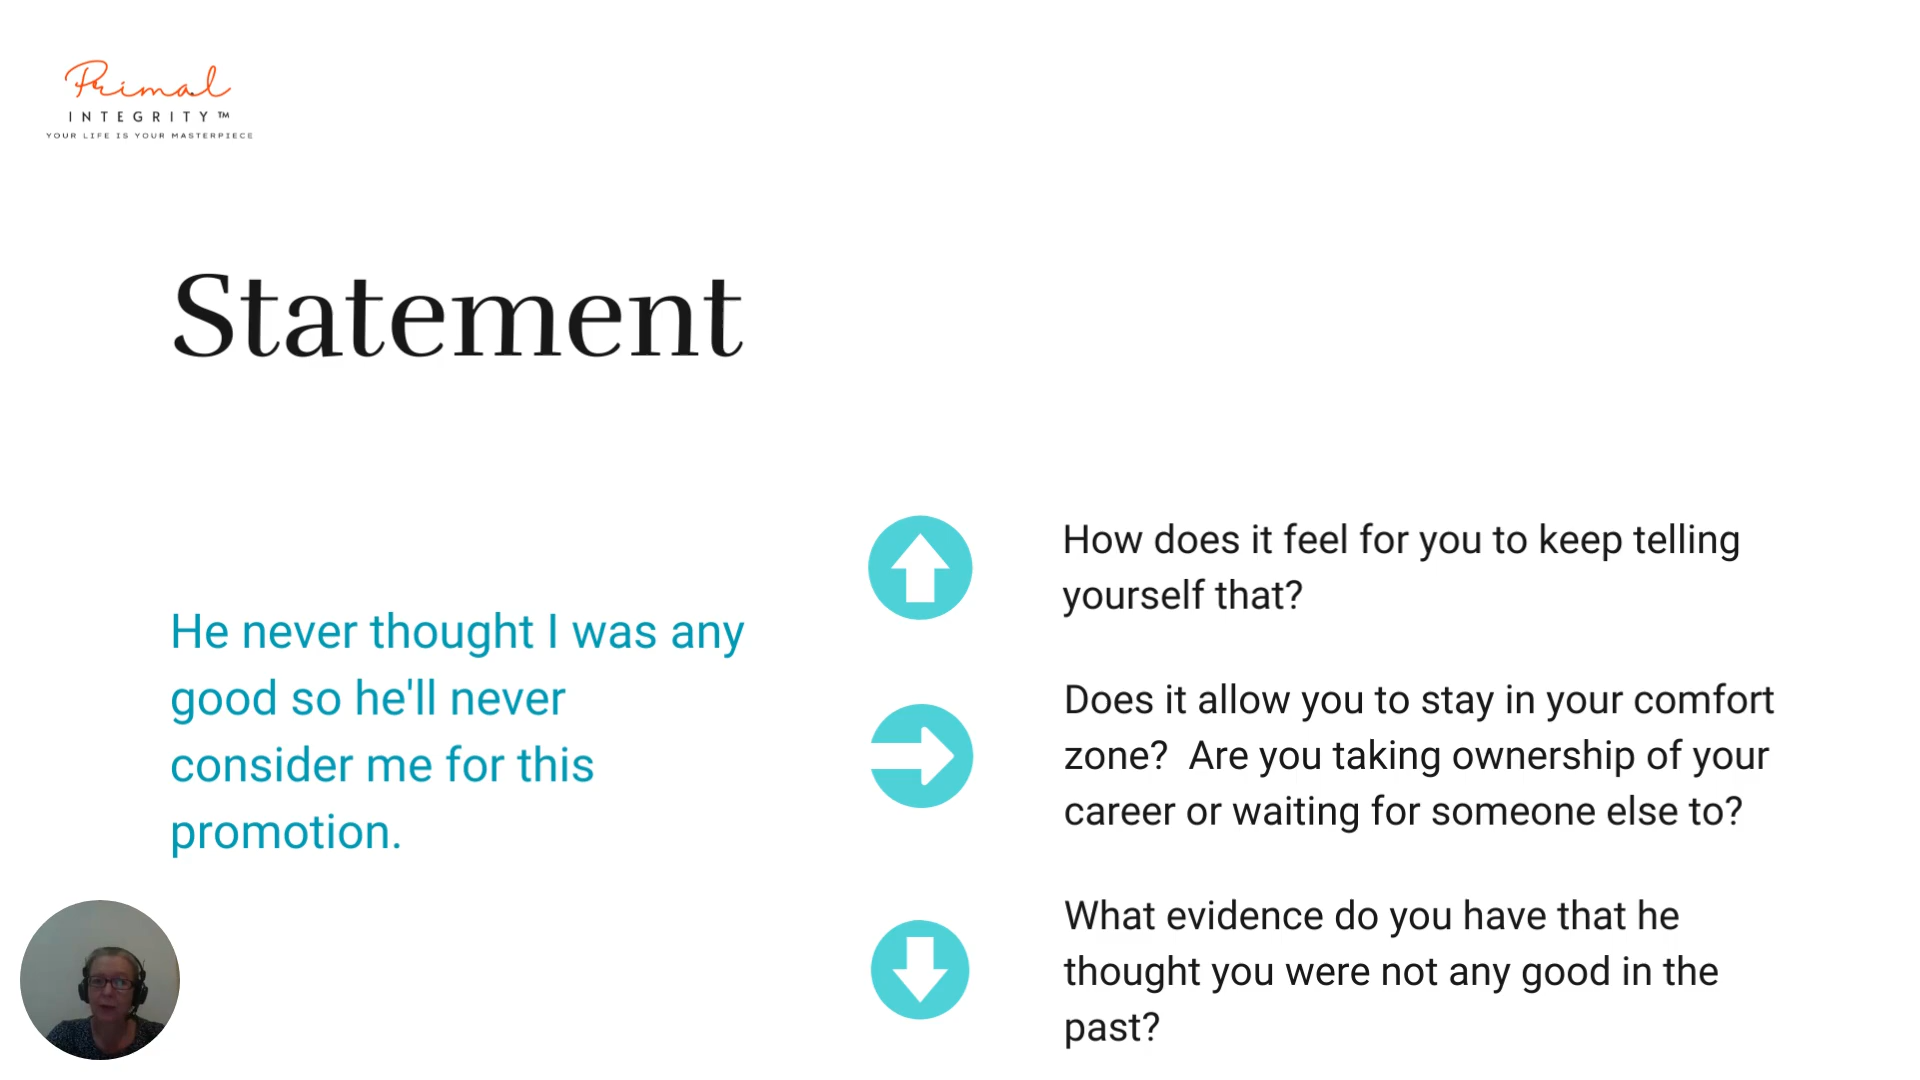 Primal
INTEGRITY™
YOUR LIFE IS YOUR MASTERPIECE
Statement
He never thought I was any
good so he'll never
consider me for this
promotion.
How does it feel for you to keep telling
yourself that?
Does it allow you to stay in your comfort
zone?  Are you taking ownership of your
career or waiting for someone else to?
What evidence do you have that he
thought you were not any good in the
past?